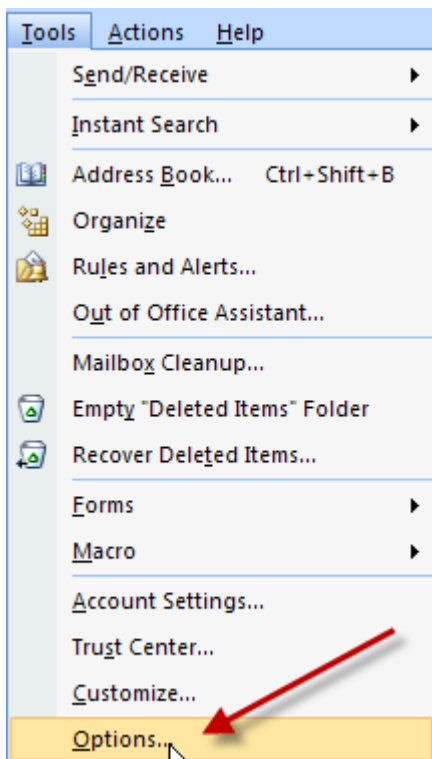 Tools Actions Help
Send/Receive
Instant Search
Address Book... Ctrl+Shift+B
Organize
Rules and Alerts...
Out of Office Assistant...
Mailbox Cleanup...
Empty "Deleted Items" Folder
Recover Deleted Items...
Forms
Macro
Account Settings...
Trust Center...
Customize...
Options...